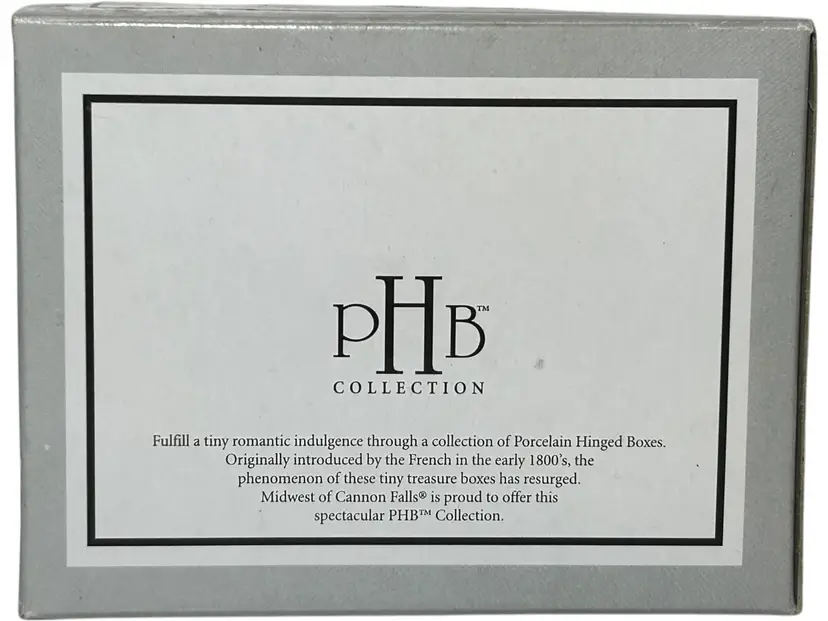 PHB™
COLLECTION
Fulfill a tiny romantic indulgence through a collection of Porcelain Hinged Boxes.
Originally introduced by the French in the early 1800's, the
phenomenon of these tiny treasure boxes has resurged.
Midwest of Cannon Falls® is proud to offer this
spectacular PHB™ Collection.